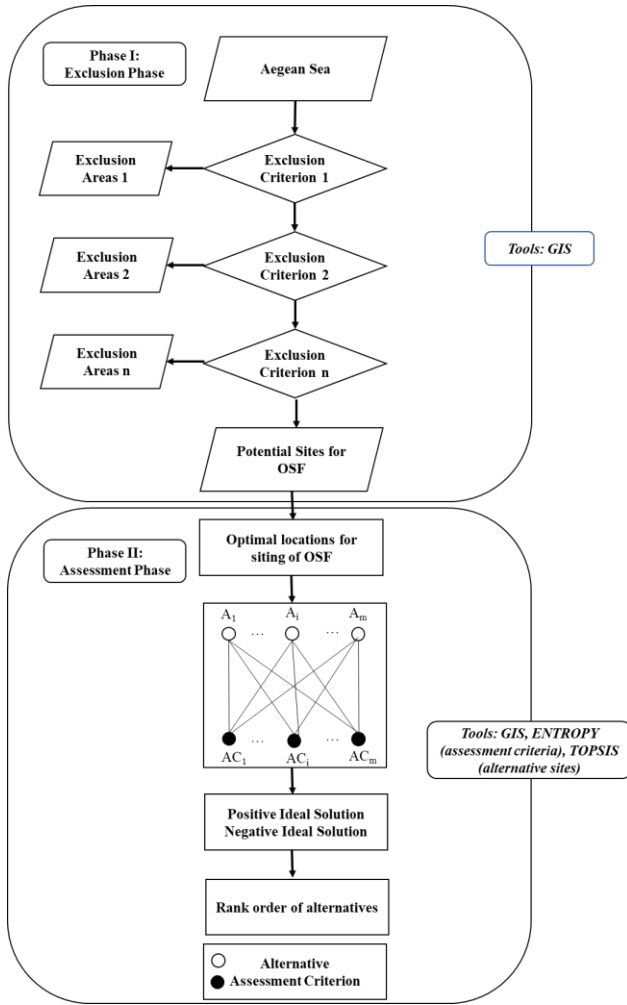 Phase I:
Exclusion Phase
Aegean Sea
Exclusion
Areas 1
Exclusion
Criterion 1
Exclusion
Areas 2
Exclusion
Criterion 2
Tools: GIS
Exclusion
Areas n
Exclusion
Criterion n
Potential Sites for
OSF
Phase II:
Assessment Phase
Optimal locations for
siting of OSF
A1 Ai Am
... ...
... ...
AC1 ACi ACm
Tools: GIS, ENTROPY
(assessment criteria), TOPSIS
(alternative sites)
Positive Ideal Solution
Negative Ideal Solution
Rank order of alternatives
Alternative
Assessment Criterion